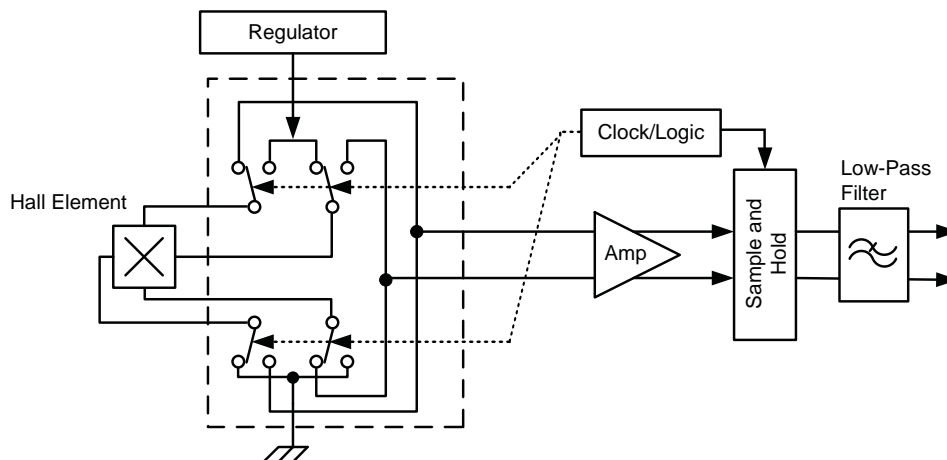 Regulator
Clock/Logic
Low-Pass
Filter
Hall Element
Amp
Sample and
Hold